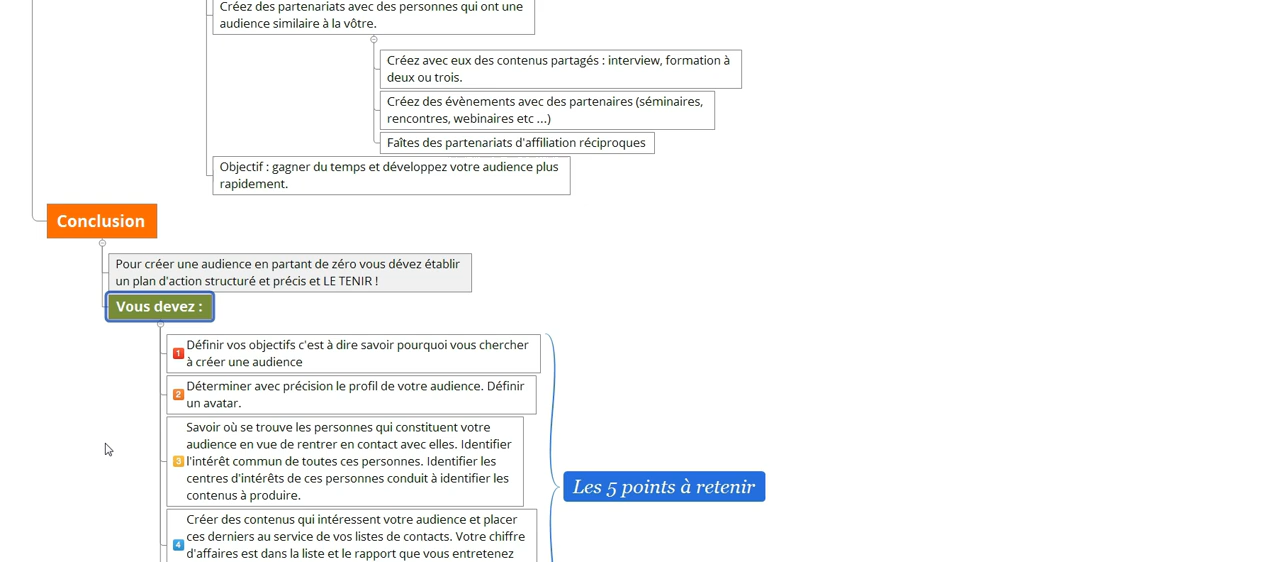 Créez des partenariats avec des personnes qui ont une
audience similaire à la vôtre.
Créez avec eux des contenus partagés : interview, formation à
deux ou trois.
Créez des évènements avec des partenaires (séminaires,
rencontres, webinaires etc ...)
Faîtes des partenariats d'affiliation réciproques
Objectif : gagner du temps et développez votre audience plus
rapidement.
Conclusion
Pour créer une audience en partant de zéro vous dévez établir
un plan d'action structuré et précis et LE TENIR !
Vous devez :
1 Définir vos objectifs c'est à dire savoir pourquoi vous chercher
à créer une audience
2 Déterminer avec précision le profil de votre audience. Définir
un avatar.
Savoir où se trouve les personnes qui constituent votre
audience en vue de rentrer en contact avec elles. Identifier
3 l'intérêt commun de toutes ces personnes. Identifier les
centres d'intérêts de ces personnes conduit à identifier les
contenus à produire.
Créer des contenus qui intéressent votre audience et placer
ces derniers au service de vos listes de contacts. Votre chiffre
4 d'affaires est dans la liste et le rapport que vous entretenez
Les 5 points à retenir